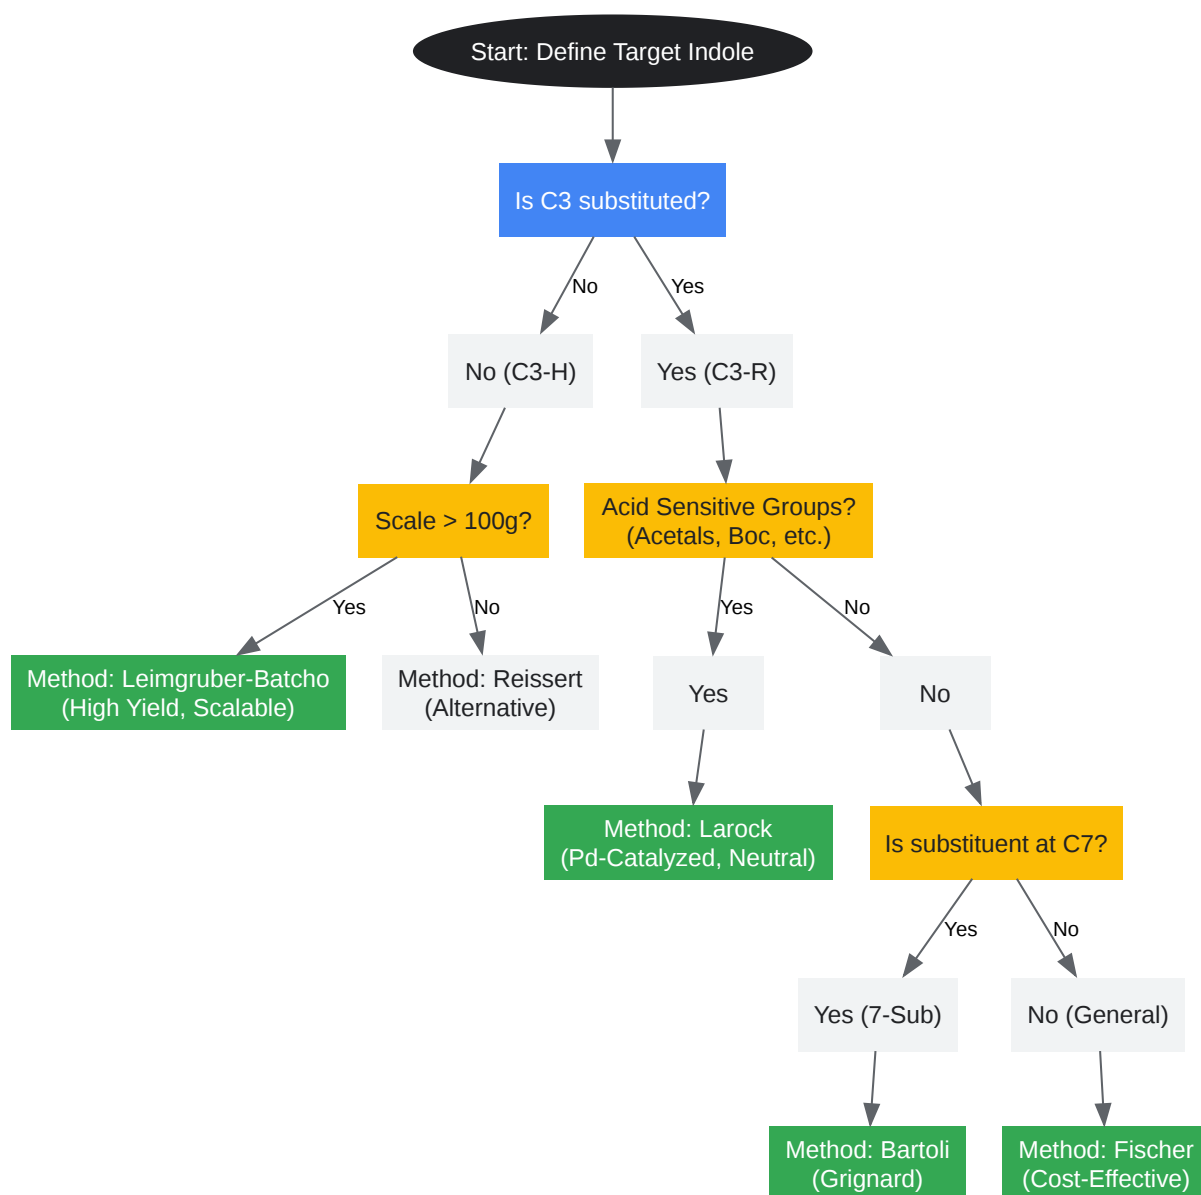 Start: Define Target Indole
Is C3 substituted?
No
Yes
No (C3-H)
Yes (C3-R)
Scale > 100g?
Acid Sensitive Groups?
(Acetals, Boc, etc.)
Yes
No
Yes
No
Method: Leimgruber-Batcho
(High Yield, Scalable)
Method: Reissert
(Alternative)
Yes
No
Method: Larock
(Pd-Catalyzed, Neutral)
Is substituent at C7?
Yes
No
Yes (7-Sub)
No (General)
Method: Bartoli
(Grignard)
Method: Fischer
(Cost-Effective)